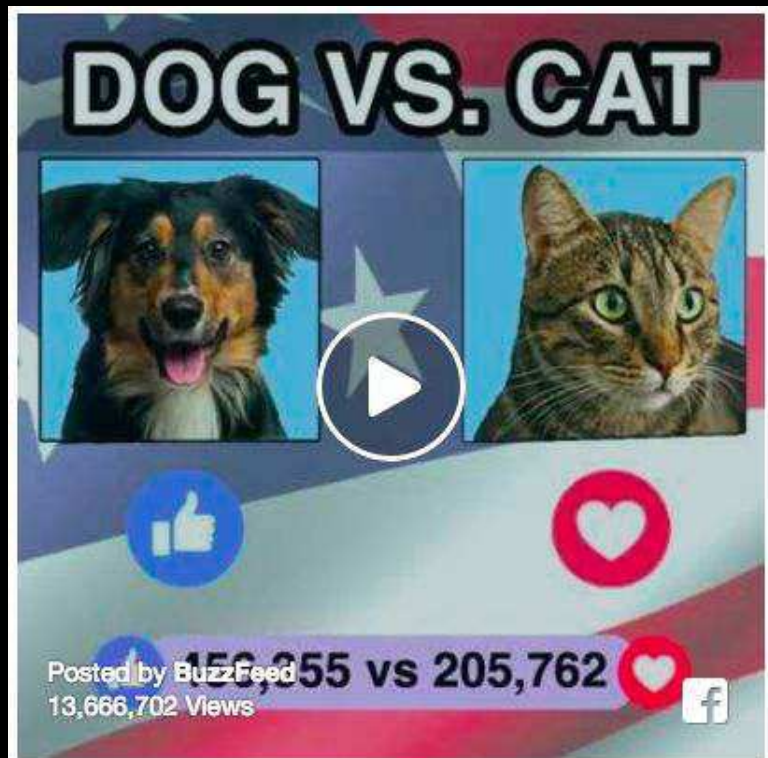 DOG VS. CAT
vs 205,762
Posted by BuzzFeed
13,666,702 Views
f